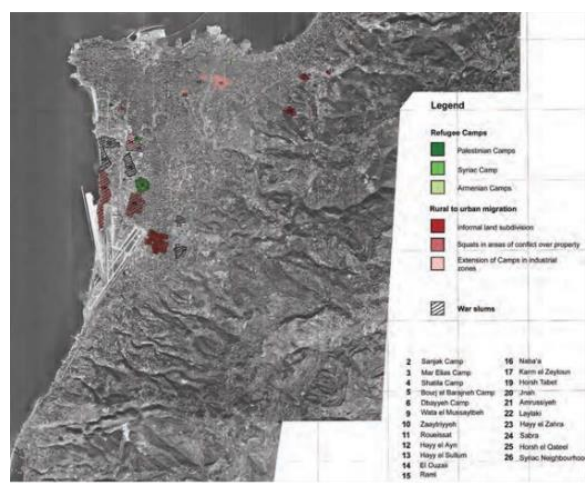 Legend
Refugee Camps
Palestinian Camps
Syriac Camp
Armenian Camps
Rural to urban migration
Informal land subdivision
Squats in areas of conflict over property
Extension of Camps in industrial
zones
War slums
2 Sanjak Camp
3 Mar Elias Camp
4 Shatila Camp
5 Bourj el Barajneh Camp
6 Dbayyeh Camp
9 Wata el Mussaytbeh
10 Zaaytriyyeh
11 Roueissat
12 Hayy el Ayn
13 Hayy el Sullum
14 El Ouzaii
15 Raml
16 Naba'a
17 Karm el Zeytoun
19 Horsh Tabet
20 Jnah
21 Amrussiyeh
22 Laylaki
23 Hayy el Zahra
24 Sabra
25 Horsh el Qateel
26 Syriac Neighbourhoo